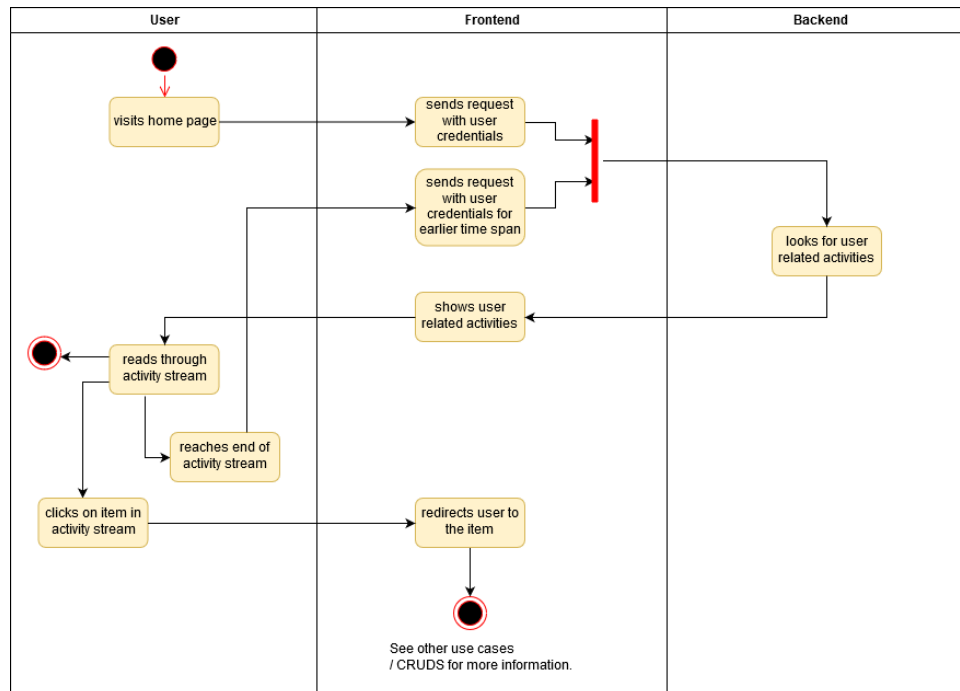 User
Frontend
Backend
visits home page
sends request
with user
credentials
sends request
with user
credentials for
earlier time span
looks for user
related activities
shows user
related activities
reads through
activity stream
reaches end of
activity stream
clicks on item in
activity stream
redirects user to
the item
See other use cases
/ CRUDS for more information.